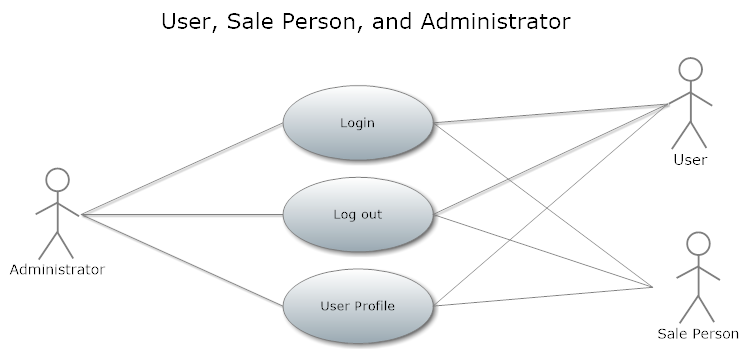 User, Sale Person, and Administrator
Login
User
Log out
Administrator
User Profile
Sale Person